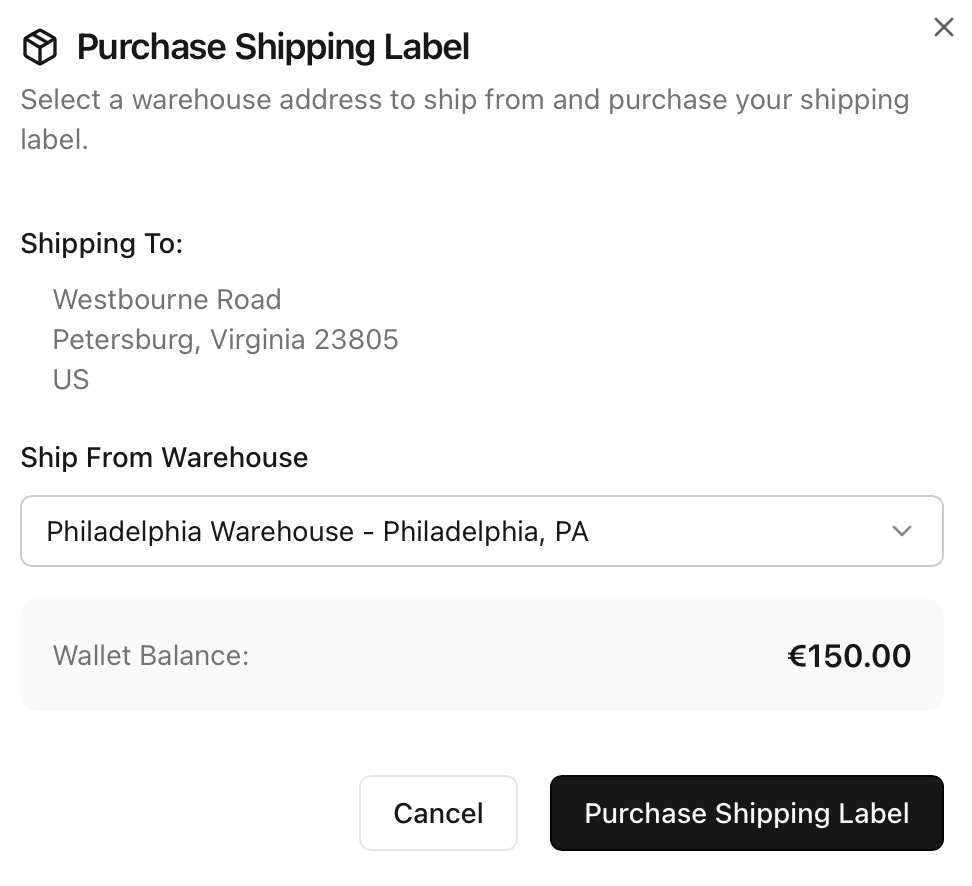 Purchase Shipping Label
Select a warehouse address to ship from and purchase your shipping
label.
Shipping To:
Westbourne Road
Petersburg, Virginia 23805
US
Ship From Warehouse
Philadelphia Warehouse - Philadelphia, PA
Wallet Balance: €150.00
Cancel Purchase Shipping Label